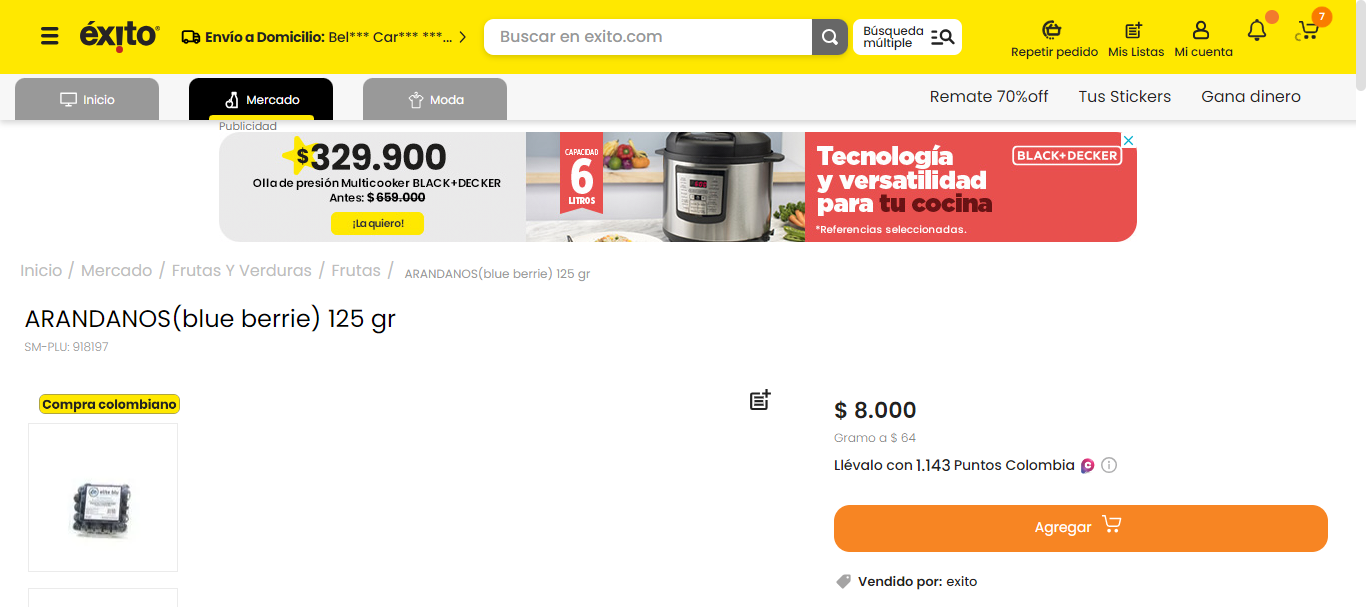 éxito
Envío a Domicilio: Bel*** Car*** ***...
Buscar en exito.com
Búsqueda
múltiple
Repetir pedido
Mis Listas
Mi cuenta
7
C
Inicio
Mercado
Moda
Remate 70%off
Tus Stickers
Gana dinero
Publicidad
$329.900
Olla de presión Multicooker BLACK+DECKER
Antes: $ 659.000
¡La quiero!
CAPACIDAD
6
LITROS
Tecnología
y versatilidad
para tu cocina
*Referencias seleccionadas.
BLACK+DECKER
Inicio / Mercado / Frutas Y Verduras / Frutas / ARANDANOS(blue berrie) 125 gr
ARANDANOS(blue berrie) 125 gr
SM-PLU: 918197
Compra colombiano
elite blu
$ 8.000
Gramo a $ 64
Llévalo con 1.143 Puntos Colombia
Agregar
Vendido por: exito